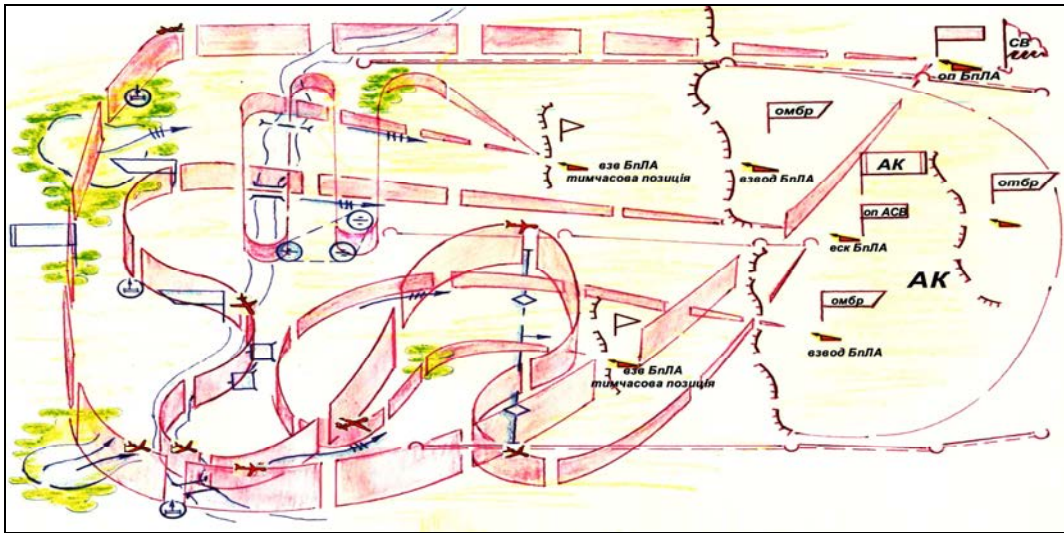 СВ
оп БпЛА
омбр
взв БпЛА
тимчасова позиція
взвод БпЛА
АК
отбр
оп АСВ
еск БпЛА
АК
омбр
взвод БпЛА
взв БпЛА
тимчасова позиція